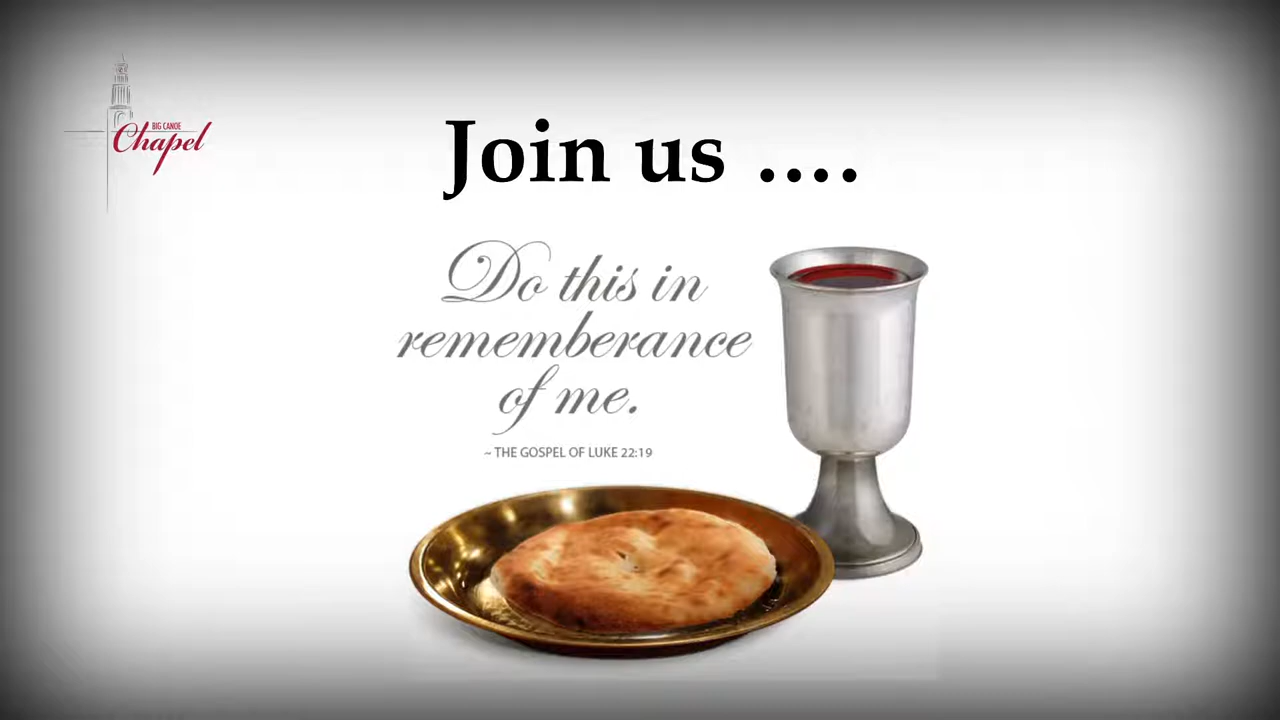 BIG CANOE
Chapel
Join us ....
Do this in
rememberance
of me.
~ THE GOSPEL OF LUKE 22:19